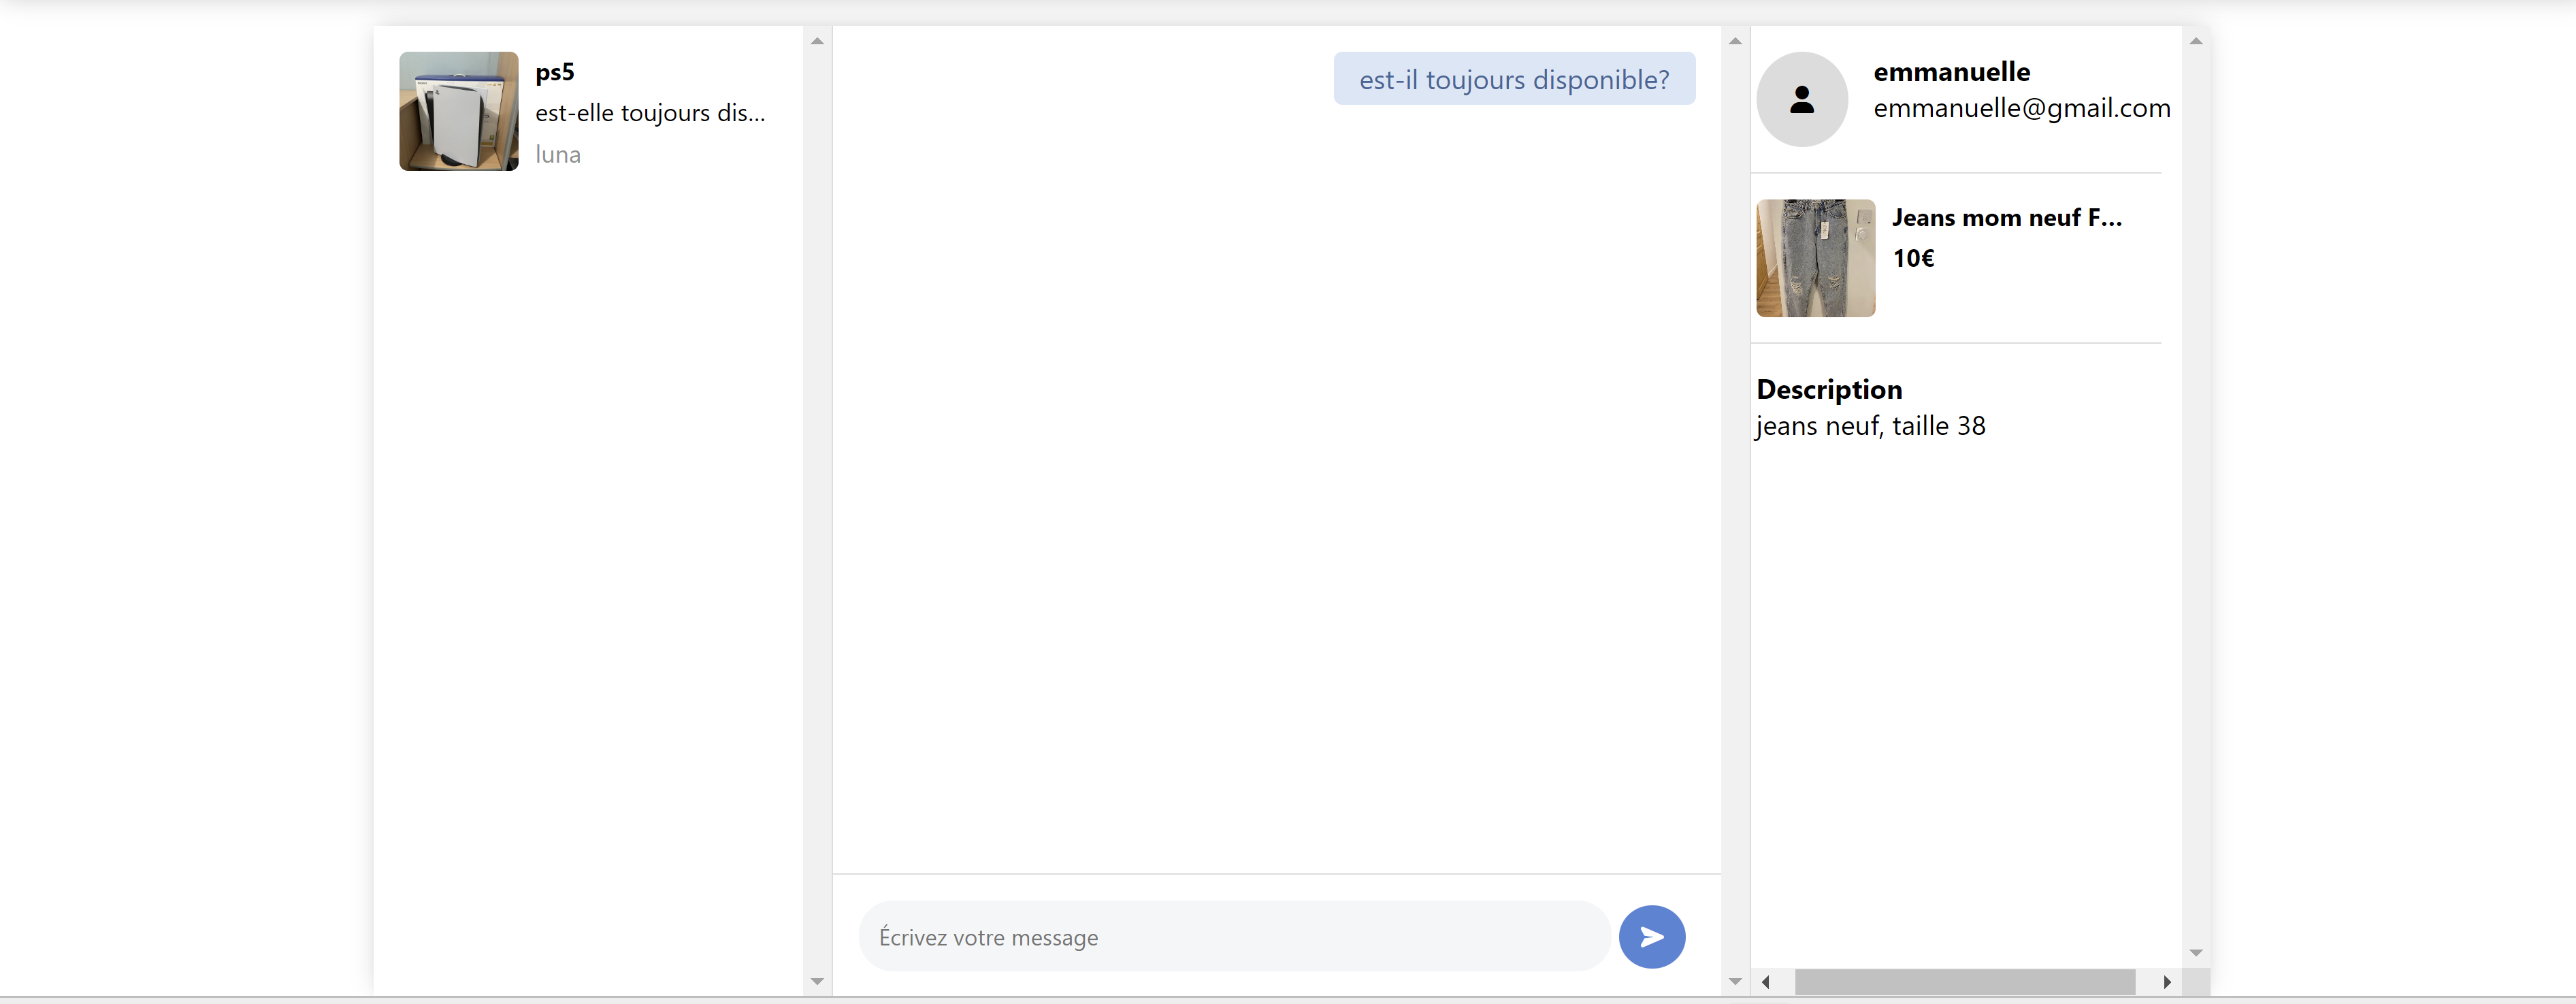 ps5
est-elle toujours dis...
luna
est-il toujours disponible?
Écrivez votre message
emmanuelle
emmanuelle@gmail.com
Jeans mom neuf F...
10€
Description
jeans neuf, taille 38